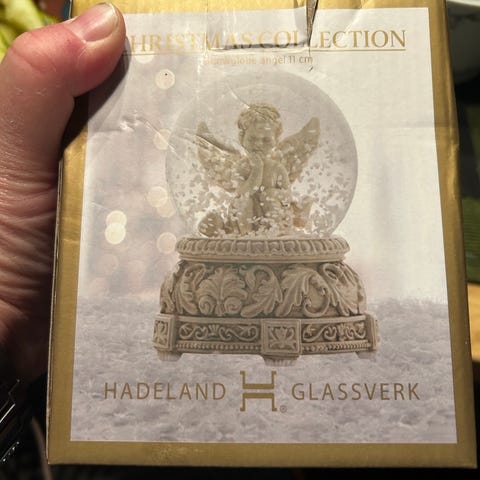 CHRISTMAS COLLECTION
angel 11 cm
HADELAND H® GLASSVERK